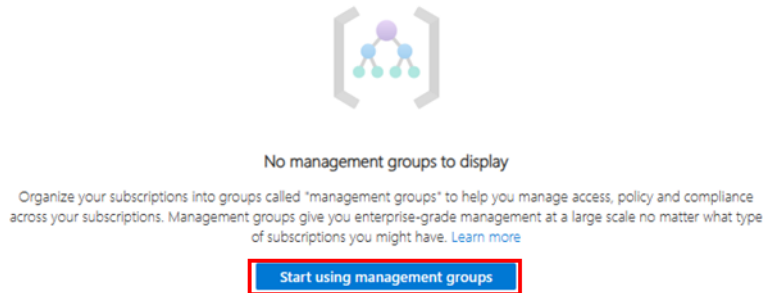 No management groups to display
Organize your subscriptions into groups called "management groups" to help you manage access, policy and compliance
across your subscriptions. Management groups give you enterprise-grade management at a large scale no matter what type
of subscriptions you might have. Learn more
Start using management groups